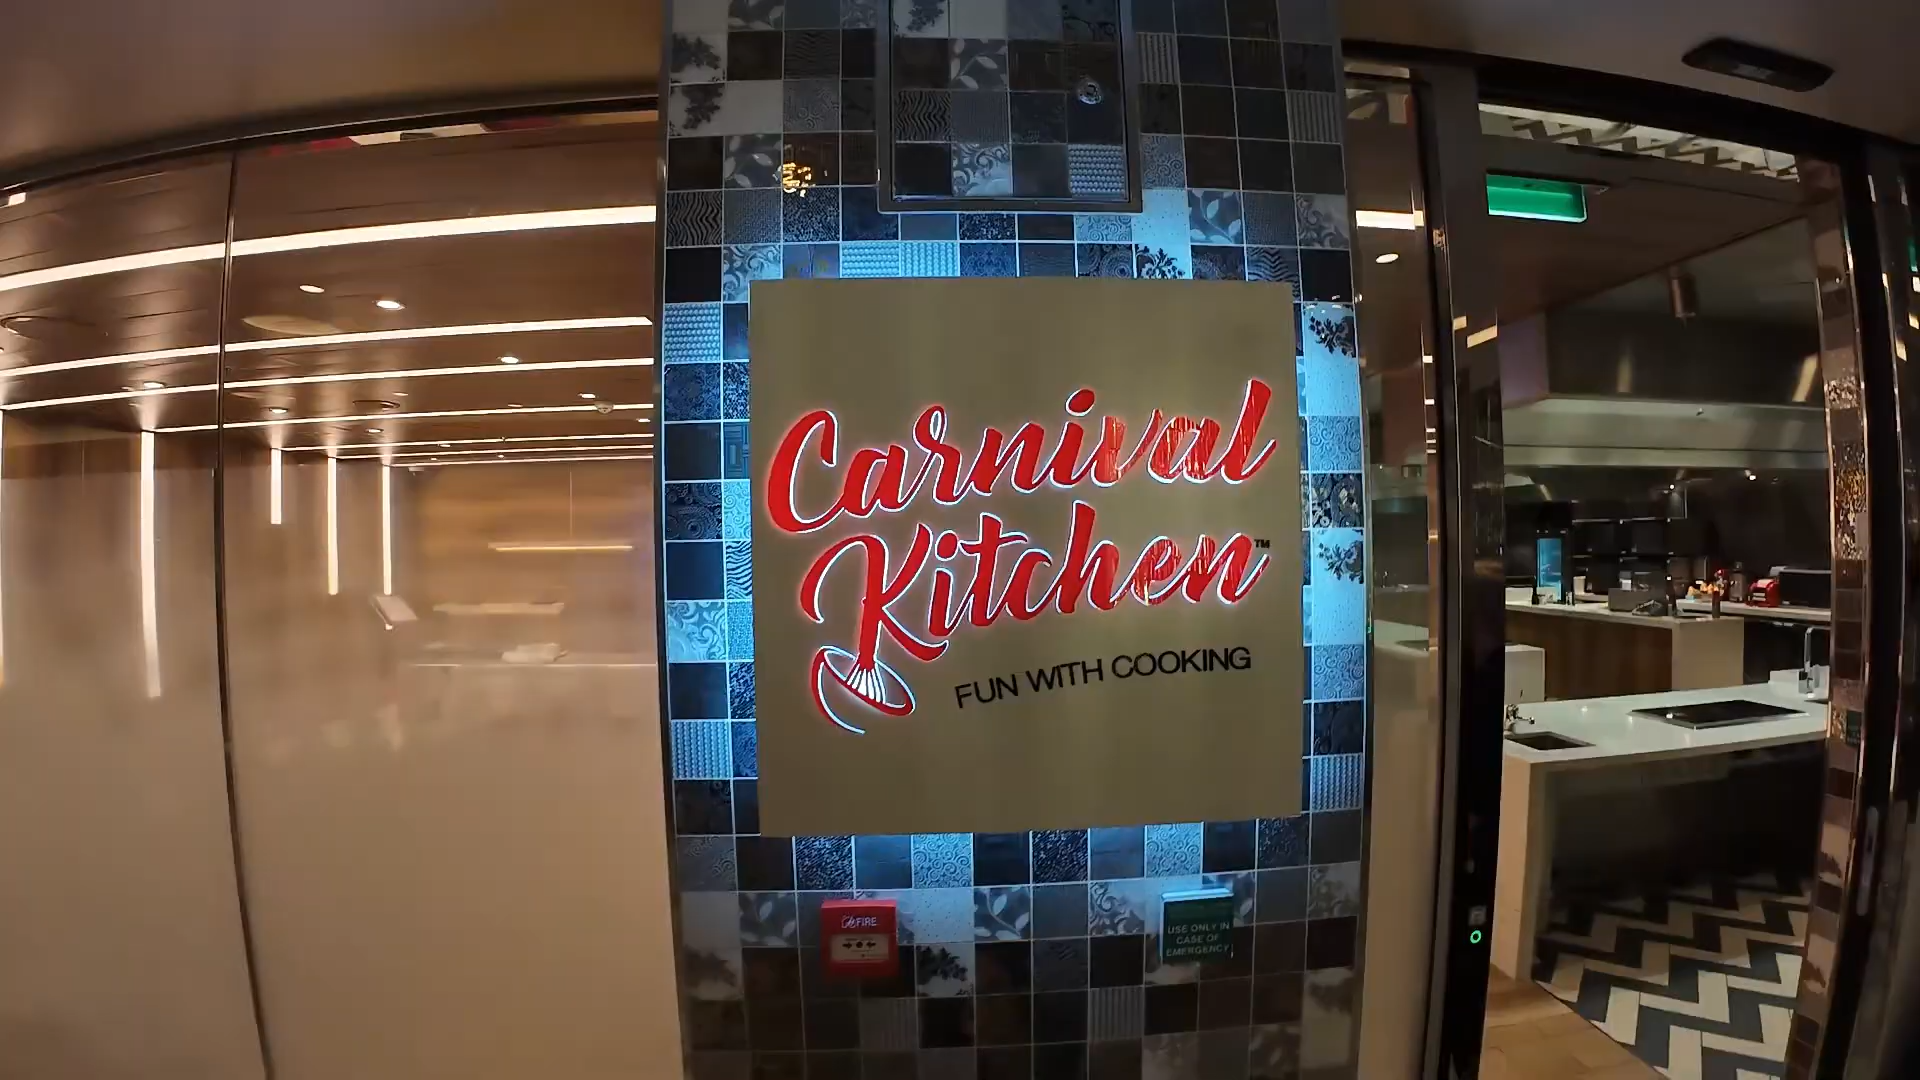 Carnival
Kitchen™
FUN WITH COOKING
FIRE
USE ONLY IN
CASE OF
EMERGENCY